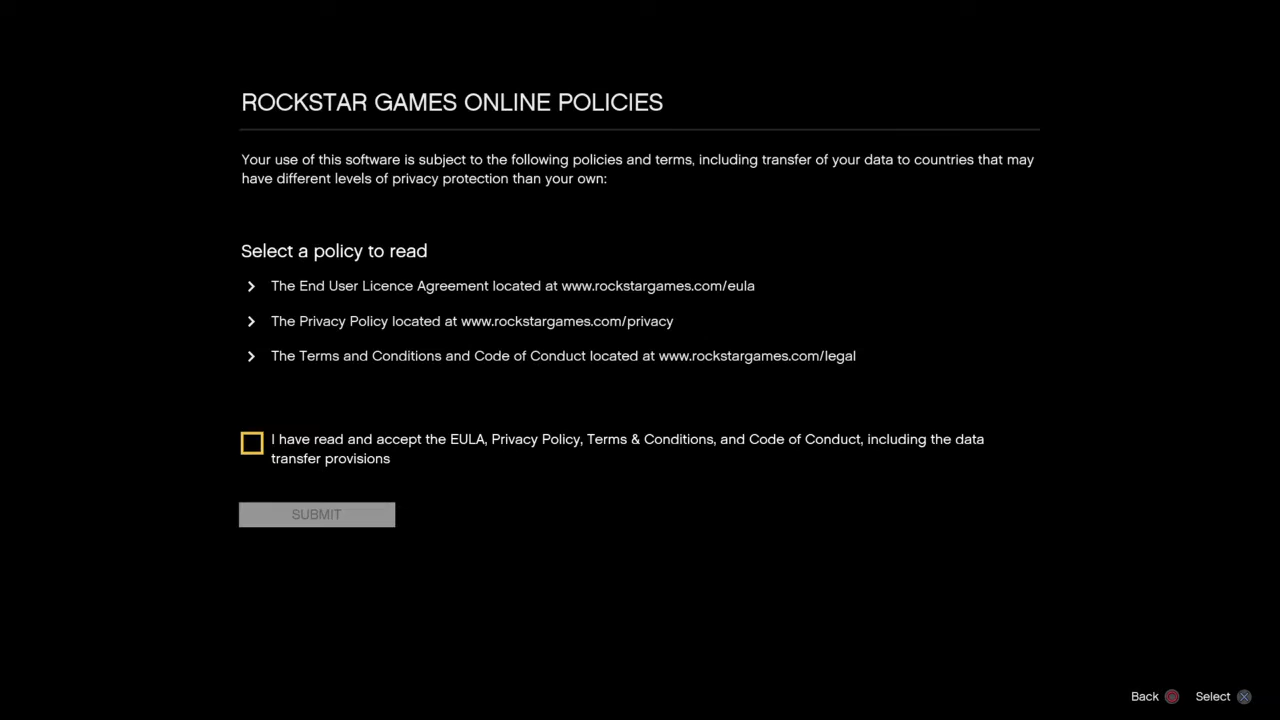 ROCKSTAR GAMES ONLINE POLICIES
Your use of this software is subject to the following policies and terms, including transfer of your data to countries that may
have different levels of privacy protection than your own:
Select a policy to read
The End User Licence Agreement located at www.rockstargames.com/eula
The Privacy Policy located at www.rockstargames.com/privacy
The Terms and Conditions and Code of Conduct located at www.rockstargames.com/legal
I have read and accept the EULA, Privacy Policy, Terms & Conditions, and Code of Conduct, including the data
transfer provisions
SUBMIT
Back Select